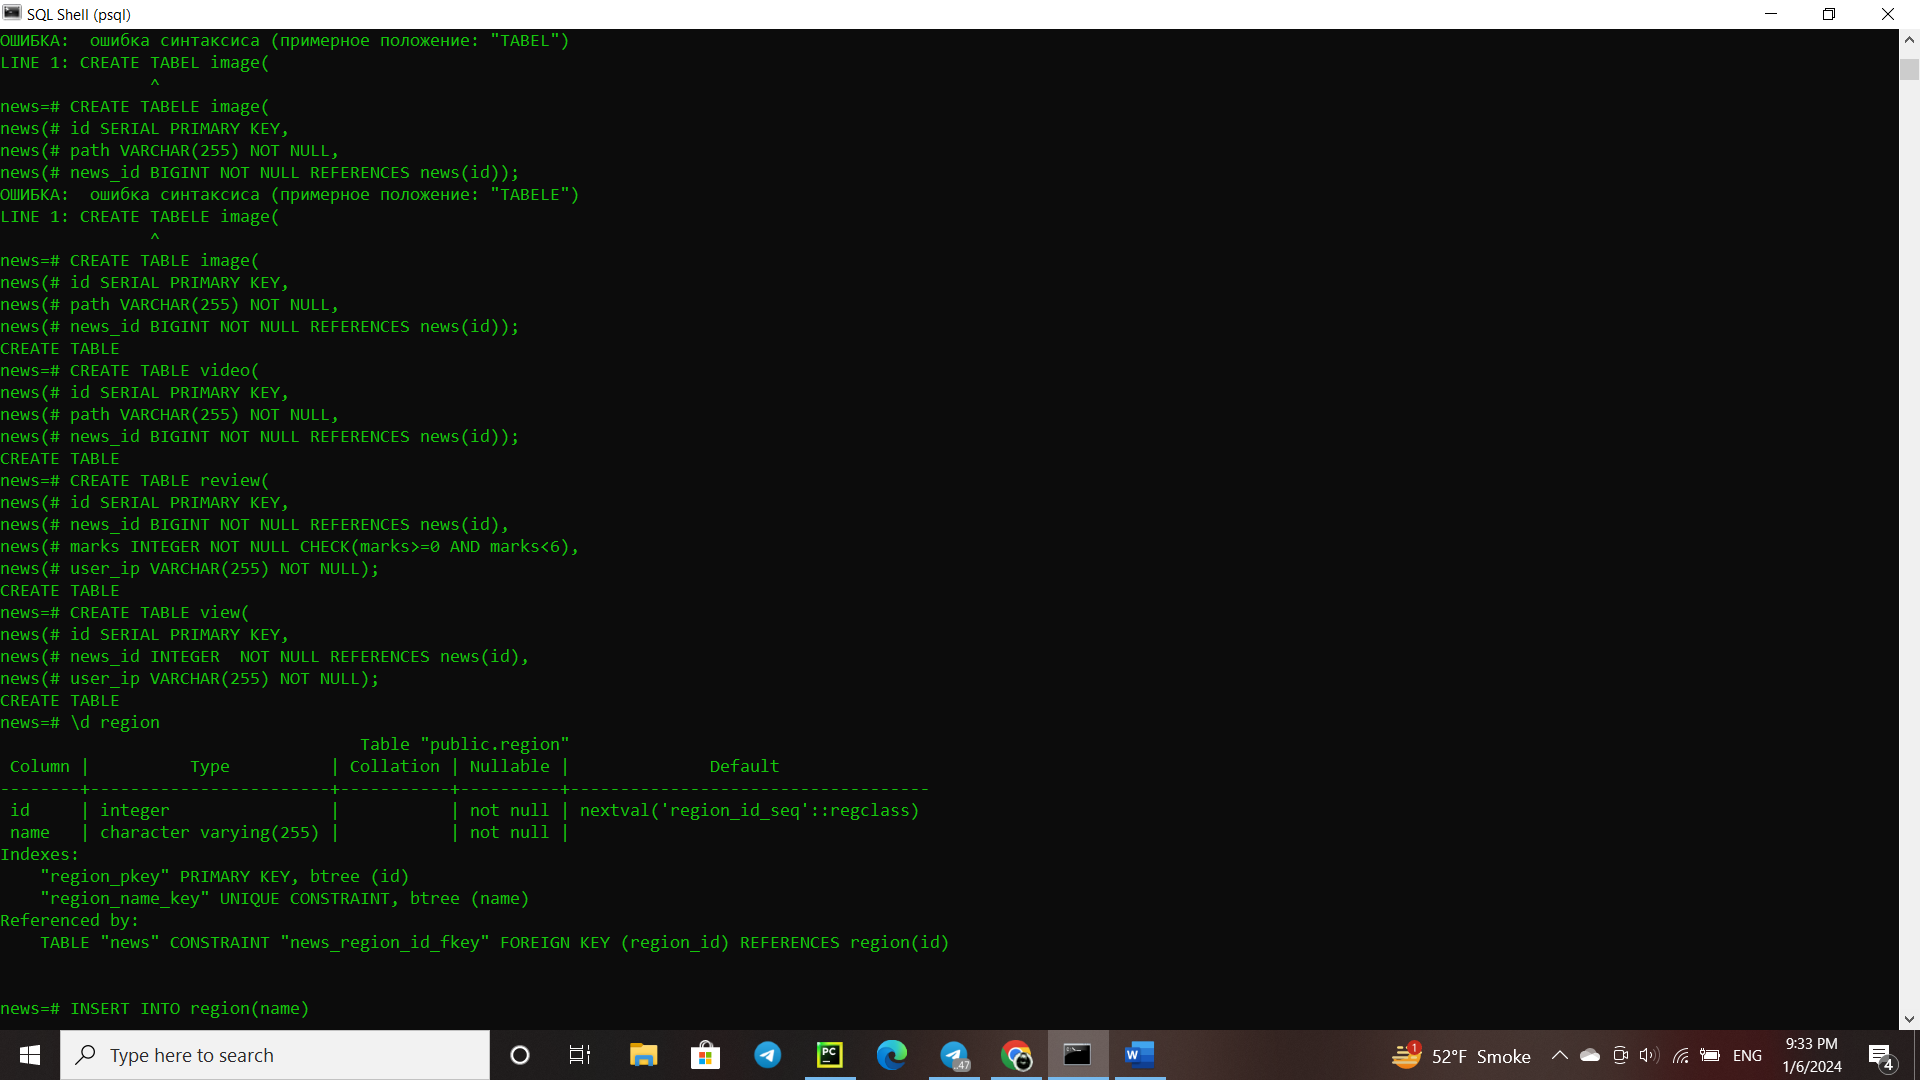 SQL Shell (psql)
ОШИБКА:  ошибка синтаксиса (примерное положение: "TABEL")
LINE 1: CREATE TABEL image(
               ^
news=# CREATE TABELE image(
news(# id SERIAL PRIMARY KEY,
news(# path VARCHAR(255) NOT NULL,
news(# news_id BIGINT NOT NULL REFERENCES news(id));
ОШИБКА:  ошибка синтаксиса (примерное положение: "TABELE")
LINE 1: CREATE TABELE image(
               ^
news=# CREATE TABLE image(
news(# id SERIAL PRIMARY KEY,
news(# path VARCHAR(255) NOT NULL,
news(# news_id BIGINT NOT NULL REFERENCES news(id));
CREATE TABLE
news=# CREATE TABLE video(
news(# id SERIAL PRIMARY KEY,
news(# path VARCHAR(255) NOT NULL,
news(# news_id BIGINT NOT NULL REFERENCES news(id));
CREATE TABLE
news=# CREATE TABLE review(
news(# id SERIAL PRIMARY KEY,
news(# news_id BIGINT NOT NULL REFERENCES news(id),
news(# marks INTEGER NOT NULL CHECK(marks>=0 AND marks<6),
news(# user_ip VARCHAR(255) NOT NULL);
CREATE TABLE
news=# CREATE TABLE view(
news(# id SERIAL PRIMARY KEY,
news(# news_id INTEGER  NOT NULL REFERENCES news(id),
news(# user_ip VARCHAR(255) NOT NULL);
CREATE TABLE
news=# \d region
                                    Table "public.region"
 Column |          Type          | Collation | Nullable |              Default
--------+------------------------+-----------+----------+------------------------------------
 id     | integer                |           | not null | nextval('region_id_seq'::regclass)
 name   | character varying(255) |           | not null |
Indexes:
    "region_pkey" PRIMARY KEY, btree (id)
    "region_name_key" UNIQUE CONSTRAINT, btree (name)
Referenced by:
    TABLE "news" CONSTRAINT "news_region_id_fkey" FOREIGN KEY (region_id) REFERENCES region(id)
news=# INSERT INTO region(name)
Type here to search
PC
47
W
1
52°F Smoke
ENG
9:33 PM
1/6/2024
4